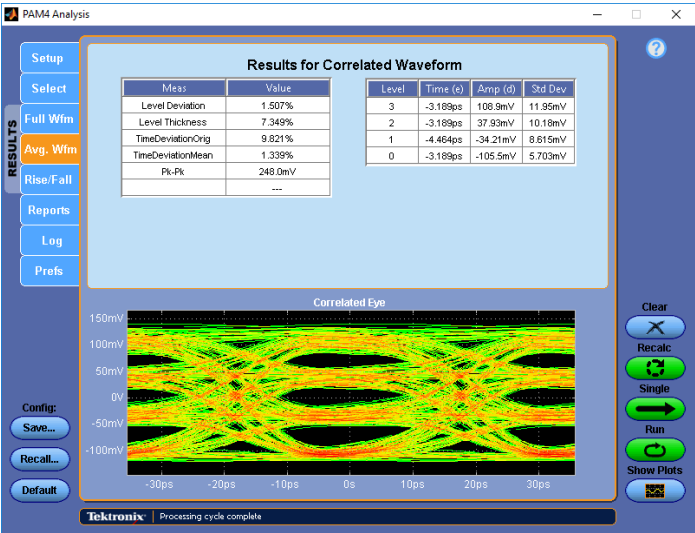 PAM4 Analysis
RESULTS
Setup
Select
Full Wfm
Avg. Wfm
Rise/Fall
Reports
Log
Prefs
Config:
Save...
Recall...
Default
Results for Correlated Waveform
Meas Value
Level Deviation 1.507%
Level Thickness 7.349%
TimeDeviationOrig 9.821%
TimeDeviationMean 1.339%
Pk-Pk 248.0mV
---
Level Time (e) Amp (d) Std Dev
3 -3.189ps 108.9mV 11.95mV
2 -3.189ps 37.93mV 10.18mV
1 -4.464ps -34.21mV 8.615mV
0 -3.189ps -105.5mV 5.703mV
Correlated Eye
150mV
100mV
50mV
0V
-50mV
-100mV
-30ps -20ps -10ps 0s 10ps 20ps 30ps
?
Clear
Recalc
Single
Run
Show Plots
Tektronix Processing cycle complete